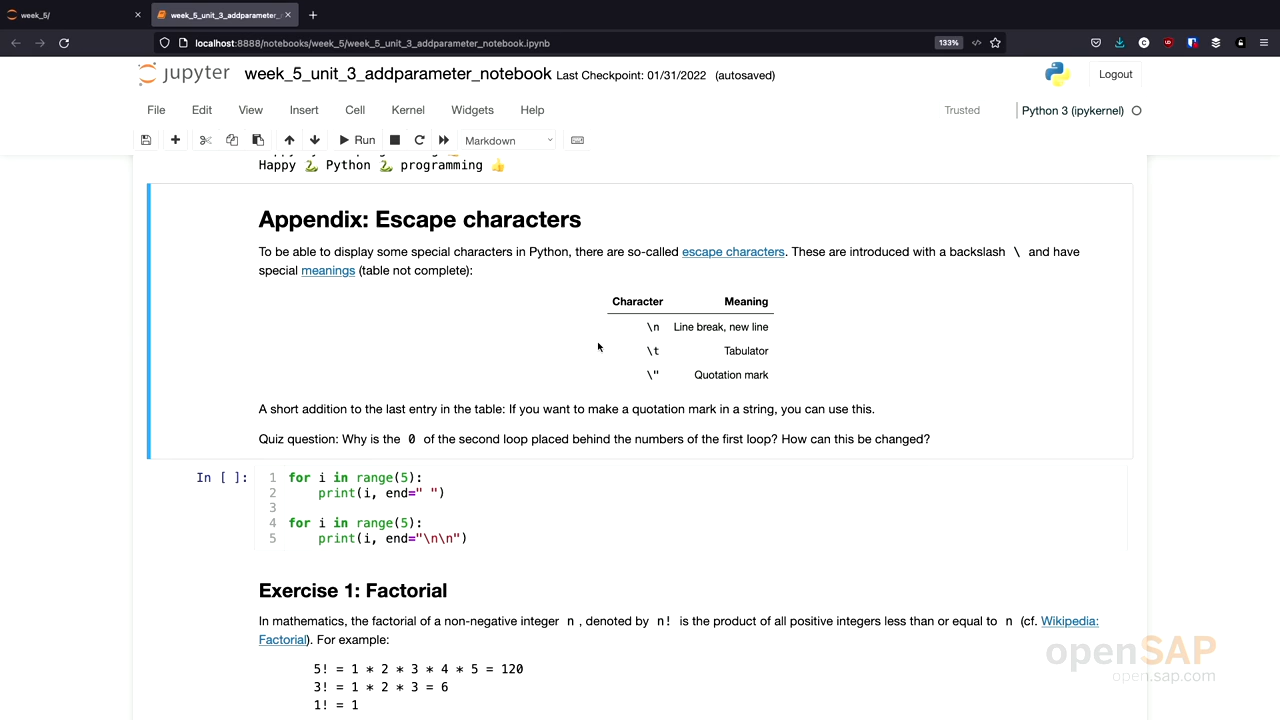 week_5/
week_5_unit_3_addparameter_
localhost:8888/notebooks/week_5/week_5_unit_3_addparameter_notebook.ipynb
133%
jupyter week_5_unit_3_addparameter_notebook Last Checkpoint: 01/31/2022 (autosaved)
Logout
File Edit View Insert Cell Kernel Widgets Help
Trusted
Python 3 (ipykernel)
Run
Markdown
Happy 🐍 Python 🐍 programming 👍
Appendix: Escape characters
To be able to display some special characters in Python, there are so-called escape characters. These are introduced with a backslash \ and have
special meanings (table not complete):
Character Meaning
\n Line break, new line
\t Tabulator
\" Quotation mark
A short addition to the last entry in the table: If you want to make a quotation mark in a string, you can use this.
Quiz question: Why is the 0 of the second loop placed behind the numbers of the first loop? How can this be changed?
In [ ]:
1 for i in range(5):
2 print(i, end=" ")
3
4 for i in range(5):
5 print(i, end="\n\n")
Exercise 1: Factorial
In mathematics, the factorial of a non-negative integer n , denoted by n! is the product of all positive integers less than or equal to n (cf. Wikipedia:
Factorial). For example:
5! = 1 * 2 * 3 * 4 * 5 = 120
3! = 1 * 2 * 3 = 6
1! = 1
openSAP
open.sap.com